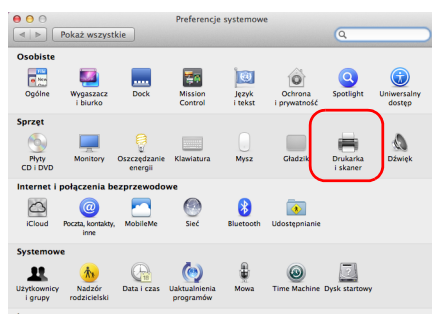 Preferencje systemowe
Pokaż wszystkie
Osobiste
Ogólne Wygaszacz i biurko Dock Mission Control Język i tekst Ochrona i prywatność Spotlight Uniwersalny dostęp
Sprzęt
Płyty CD i DVD Monitory Oszczędzanie energii Klawiatura Mysz Gładzik Drukarka i skaner Dźwięk
Internet i połączenia bezprzewodowe
iCloud Poczta, kontakty, inne MobileMe Sieć Bluetooth Udostępnianie
Systemowe
Użytkownicy i grupy Nadzór rodzicielski Data i czas Uaktualnienia programów Mowa Time Machine Dysk startowy